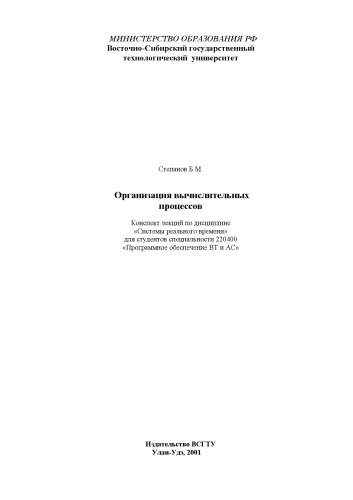 МИНИСТЕРСТВО ОБРАЗОВАНИЯ РФ
Восточно-Сибирский государственный
технологический университет
Степанов Б.М.
Организация вычислительных
процессов
Конспект лекций по дисциплине
«Системы реального времени»
для студентов специальности 220400
«Программное обеспечение ВТ и АС»
Издательство ВСГТУ
Улан-Удэ, 2001